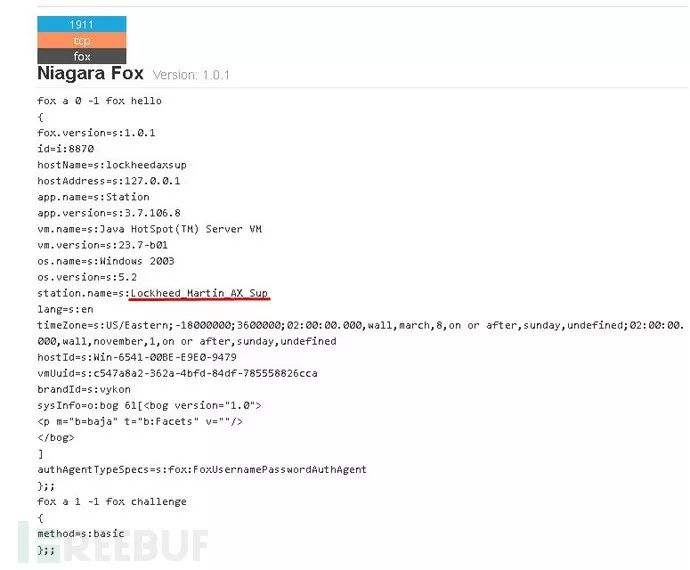 1911
tcp
fox
Niagara Fox Version: 1.0.1
fox a 0 -1 fox hello
{
fox.version=s:1.0.1
id=i:8870
hostName=s:lockheedaxsup
hostAddress=s:127.0.0.1
app.name=s:Station
app.version=s:3.7.106.8
vm.name=s:Java HotSpot(TM) Server VM
vm.version=s:23.7-b01
os.name=s:Windows 2003
os.version=s:5.2
station.name=s:Lockheed_Martin_AX_Sup
lang=s:en
timeZone=s:US/Eastern;-18000000;3600000;02:00:00.000,wall,march,8,on or after,sunday,undefined;02:00:00.
000,wall,november,1,on or after,sunday,undefined
hostId=s:Win-6541-00BE-E9E0-9479
vmUuid=s:c547a8a2-362a-4bfd-84df-785558826cca
brandId=s:vykon
sysInfo=o:bog 61[<bog version="1.0">
<p m="b=baja" t="b:Facets" v=""/>
</bog>
]
authAgentTypeSpecs=s:fox:FoxUsernamePasswordAuthAgent
};;
fox a 1 -1 fox challenge
{
method=s:basic
};;
FREEBUF